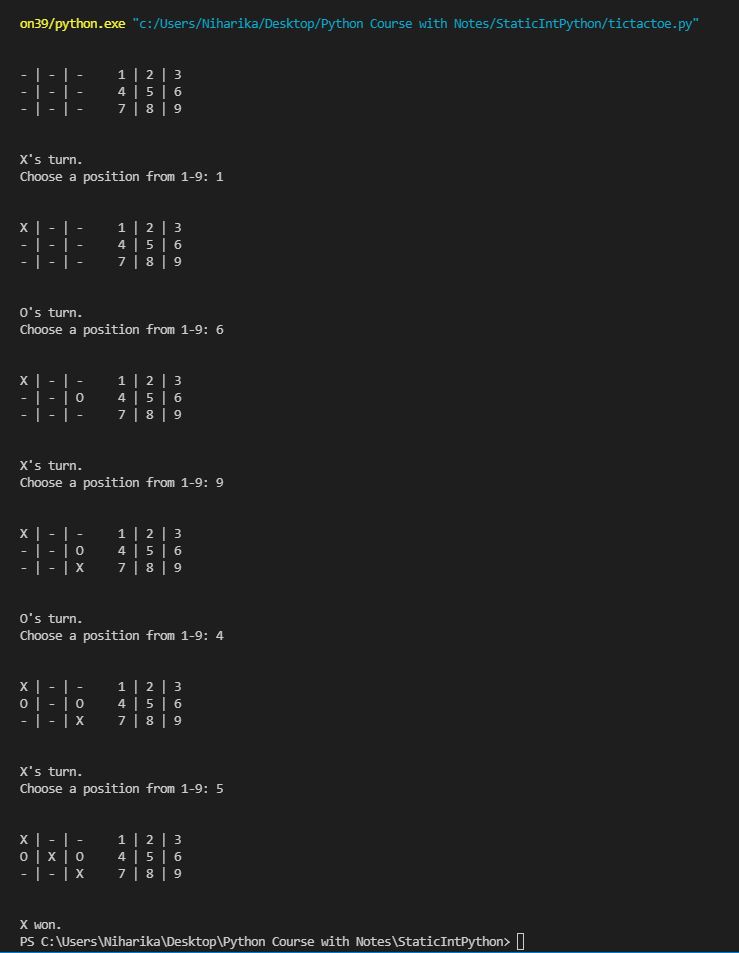 on39/python.exe "c:/Users/Niharika/Desktop/Python Course with Notes/StaticIntPython/tictactoe.py"
- | - | -     1 | 2 | 3
- | - | -     4 | 5 | 6
- | - | -     7 | 8 | 9
X's turn.
Choose a position from 1-9: 1
X | - | -     1 | 2 | 3
- | - | -     4 | 5 | 6
- | - | -     7 | 8 | 9
O's turn.
Choose a position from 1-9: 6
X | - | -     1 | 2 | 3
- | - | O     4 | 5 | 6
- | - | -     7 | 8 | 9
X's turn.
Choose a position from 1-9: 9
X | - | -     1 | 2 | 3
- | - | O     4 | 5 | 6
- | - | X     7 | 8 | 9
O's turn.
Choose a position from 1-9: 4
X | - | -     1 | 2 | 3
O | - | O     4 | 5 | 6
- | - | X     7 | 8 | 9
X's turn.
Choose a position from 1-9: 5
X | - | -     1 | 2 | 3
O | X | O     4 | 5 | 6
- | - | X     7 | 8 | 9
X won.
PS C:\Users\Niharika\Desktop\Python Course with Notes\StaticIntPython>